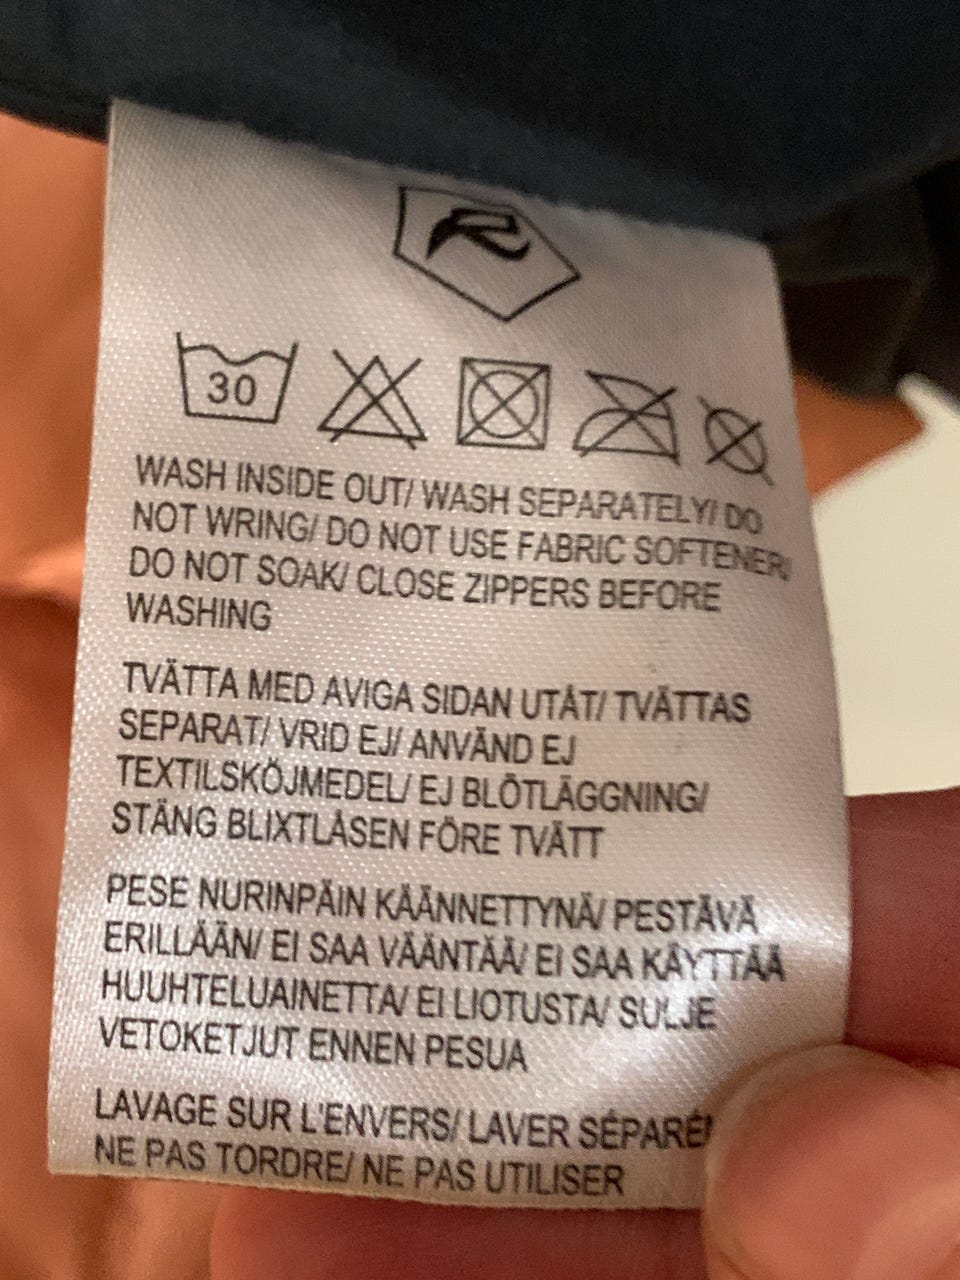 30
WASH INSIDE OUT/ WASH SEPARATELY/ DO
NOT WRING/ DO NOT USE FABRIC SOFTENER/
DO NOT SOAK/ CLOSE ZIPPERS BEFORE
WASHING
TVÄTTA MED AVIGA SIDAN UTÅT/ TVÄTTAS
SEPARAT/ VRID EJ/ ANVÄND EJ
TEXTILSKÖJMEDEL/ EJ BLÖTLÄGGNING/
STÄNG BLIXTLÅSEN FÖRE TVÄTT
PESE NURINPÄIN KÄÄNNETTYNÄ/ PESTÄVÄ
ERILLÄÄN/ EI SAA VÄÄNTÄÄ/ EI SAA KÄYTTÄÄ
HUUHTELUAINETTA/ EI LIOTUSTA/ SULJE
VETOKETJUT ENNEN PESUA
LAVAGE SUR L'ENVERS/ LAVER SÉPARÉ/
NE PAS TORDRE/ NE PAS UTILISER